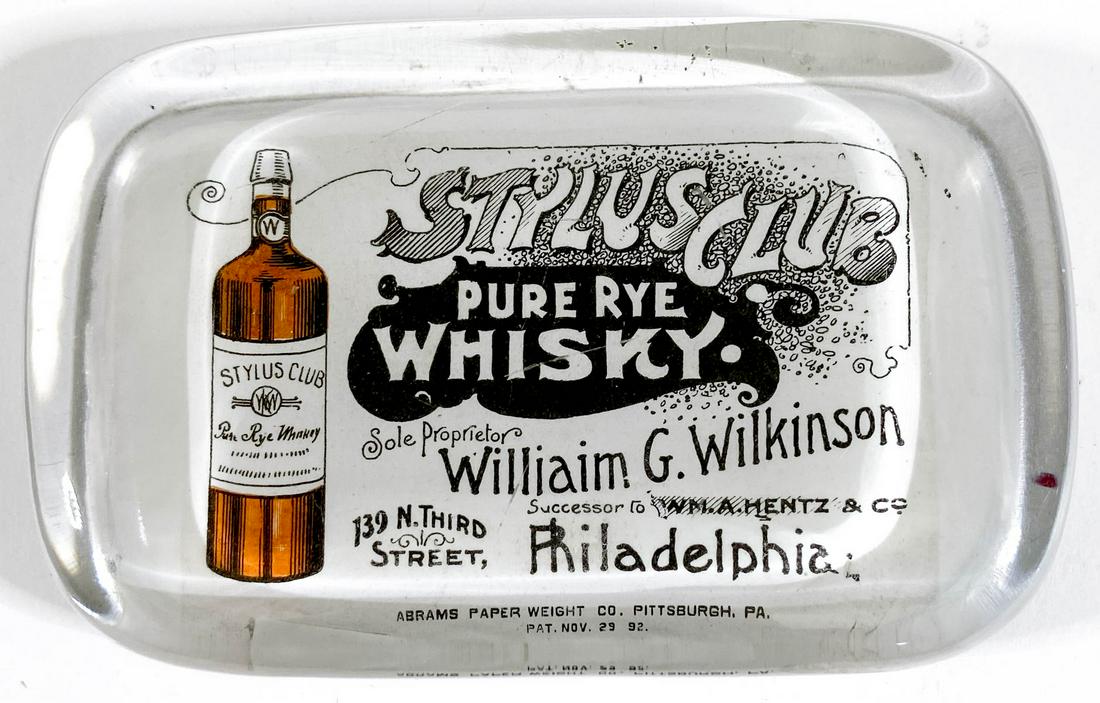 STYLUS CLUB
PURE RYE
WHISKY.
Sole Proprietor
Williaim G. Wilkinson
Successor to WM. A. HENTZ & Co
139 N. THIRD
STREET,
Philadelphia
W
STYLUS CLUB
Pure Rye Whiskey
ABRAMS PAPER WEIGHT CO. PITTSBURGH, PA.
PAT. NOV. 29 92.